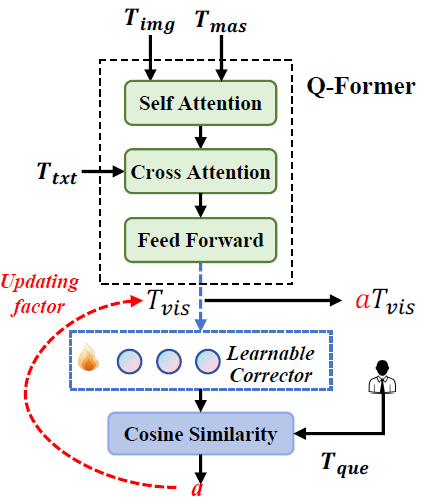 T_img T_mas
Q-Former
Self Attention
T_txt
Cross Attention
Feed Forward
Updating
factor
T_vis
aT_vis
Learnable
Corrector
Cosine Similarity
T_que
a